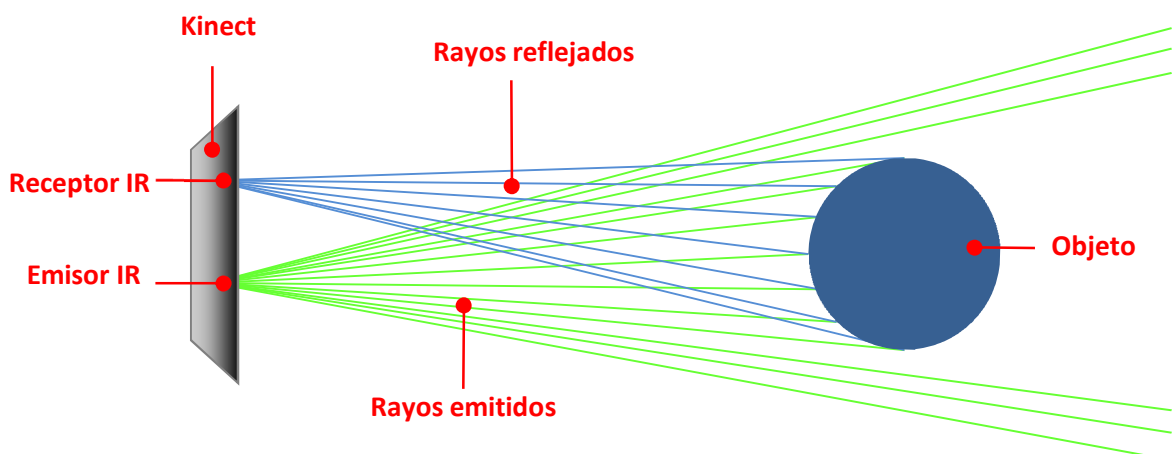 Kinect
Rayos reflejados
Receptor IR
Objeto
Emisor IR
Rayos emitidos